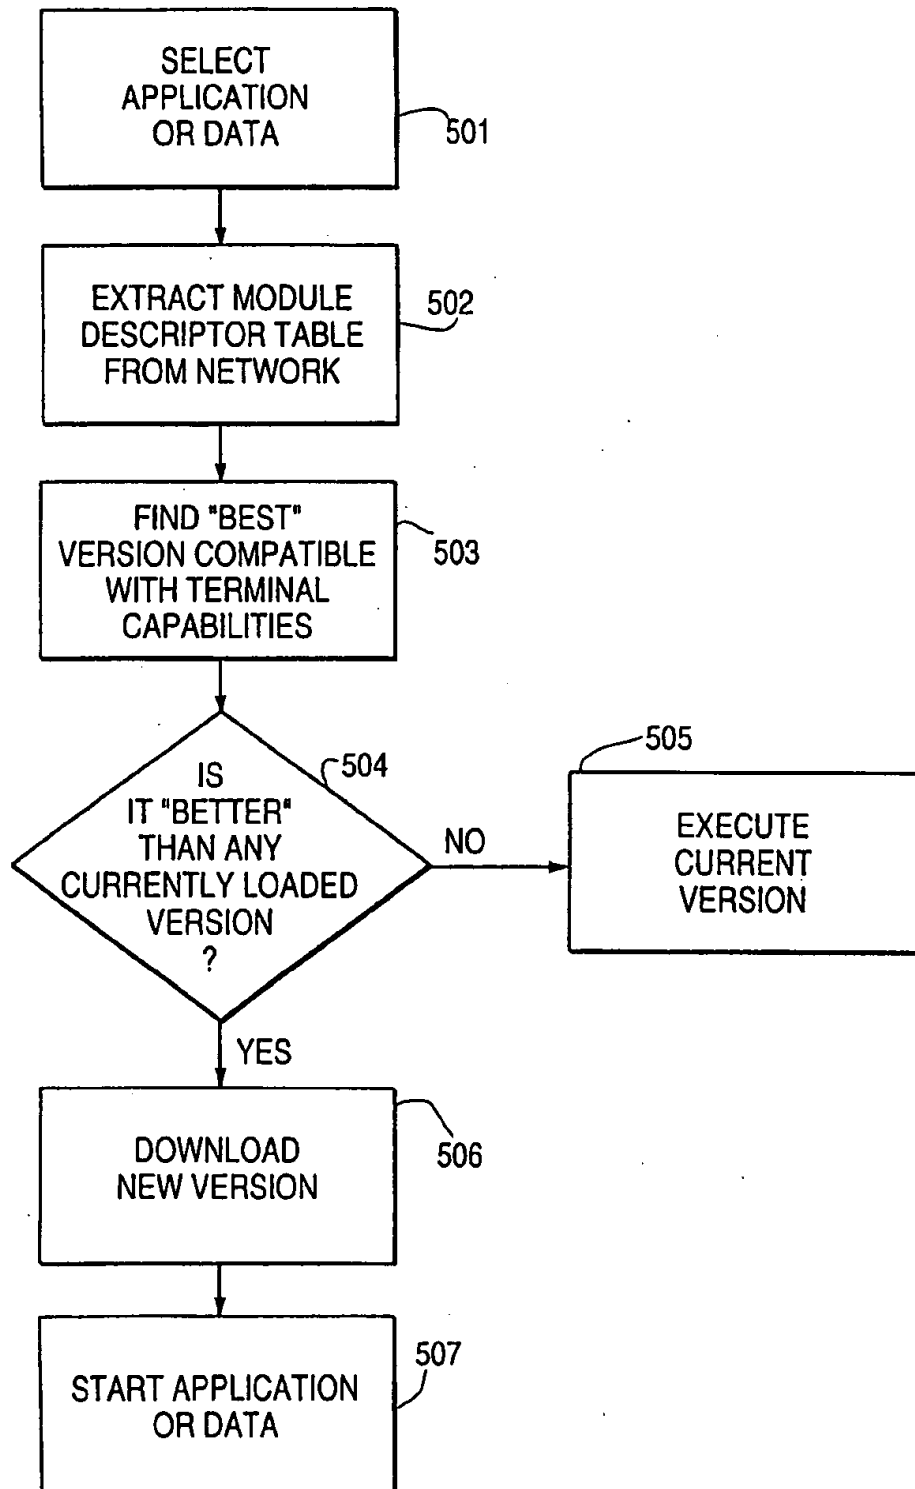 SELECT
APPLICATION
OR DATA
501
EXTRACT MODULE
DESCRIPTOR TABLE
FROM NETWORK
502
FIND "BEST"
VERSION COMPATIBLE
WITH TERMINAL
CAPABILITIES
503
IS
IT "BETTER"
THAN ANY
CURRENTLY LOADED
VERSION
?
504
NO
505
EXECUTE
CURRENT
VERSION
YES
DOWNLOAD
NEW VERSION
506
START APPLICATION
OR DATA
507